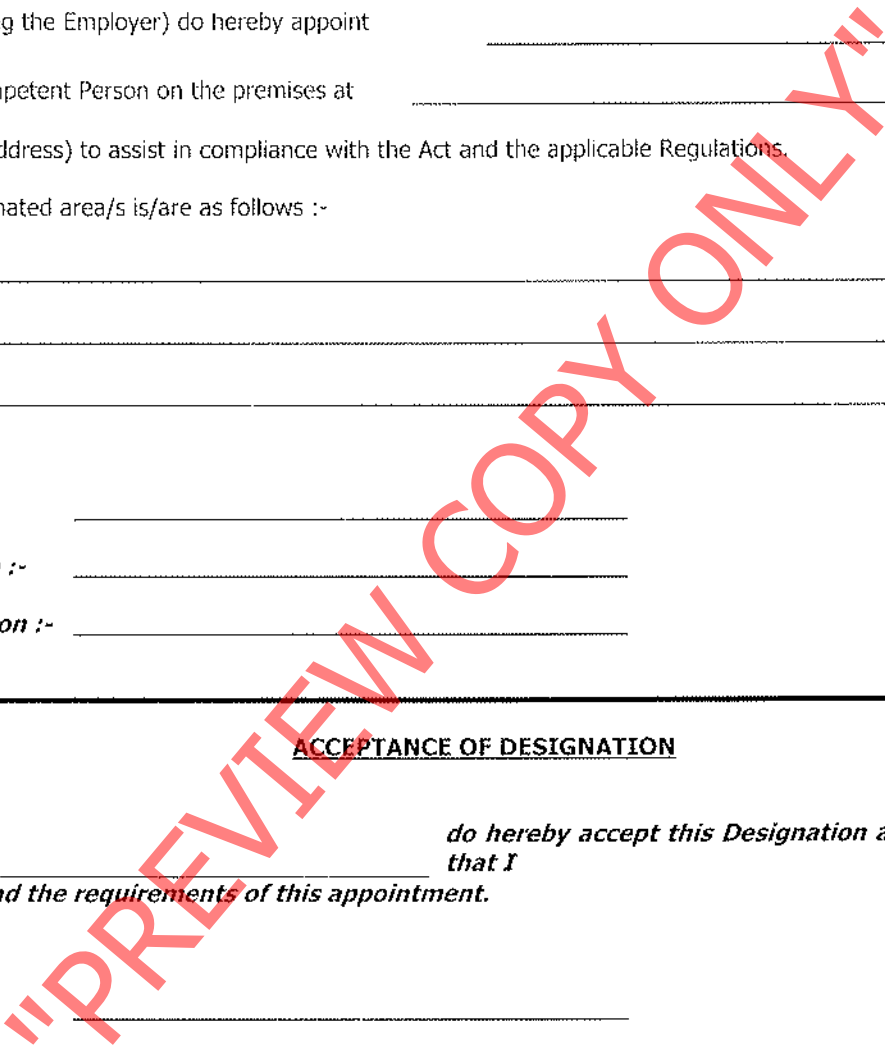 g the Employer) do hereby appoint
petent Person on the premises at
ddress) to assist in compliance with the Act and the applicable Regulations.
nated area/s is/are as follows :-
:-
on :-
ACCEPTANCE OF DESIGNATION
do hereby accept this Designation a
that I
nd the requirements of this appointment.
"PREVIEW COPY ONLY"